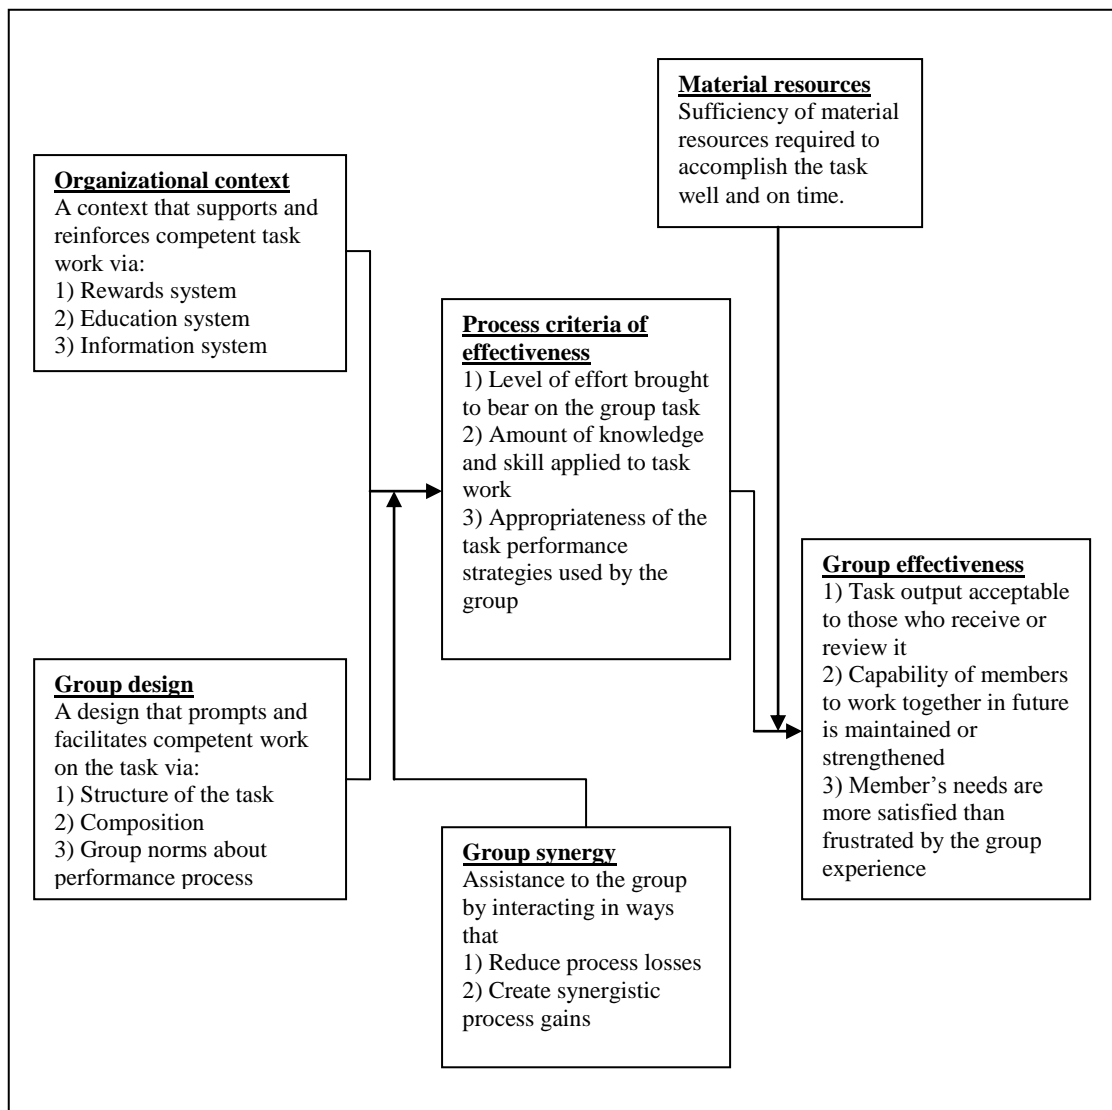 Material resources
Sufficiency of material
resources required to
accomplish the task
well and on time.
Organizational context
A context that supports and
reinforces competent task
work via:
1) Rewards system
2) Education system
3) Information system
Process criteria of
effectiveness
1) Level of effort brought
to bear on the group task
2) Amount of knowledge
and skill applied to task
work
3) Appropriateness of the
task performance
strategies used by the
group
Group effectiveness
1) Task output acceptable
to those who receive or
review it
2) Capability of members
to work together in future
is maintained or
strengthened
3) Member’s needs are
more satisfied than
frustrated by the group
experience
Group design
A design that prompts and
facilitates competent work
on the task via:
1) Structure of the task
2) Composition
3) Group norms about
performance process
Group synergy
Assistance to the group
by interacting in ways
that
1) Reduce process losses
2) Create synergistic
process gains